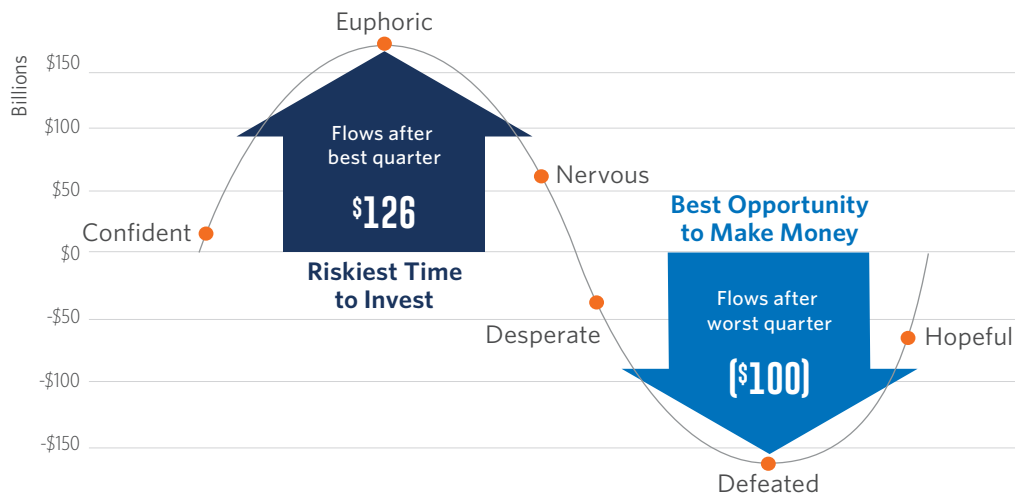 Euphoric
Billions
$150
$100
$50
$0
-$50
-$100
-$150
Flows after
best quarter
$126
Nervous
Confident
Best Opportunity
to Make Money
Riskiest Time
to Invest
Flows after
worst quarter
($100)
Desperate
Hopeful
Defeated